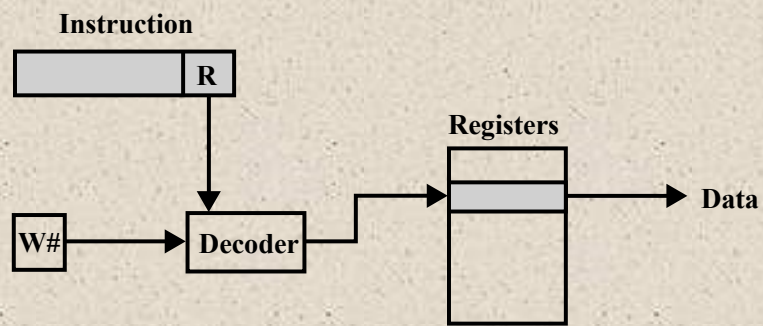 Instruction
R
Registers
Data
W#
Decoder